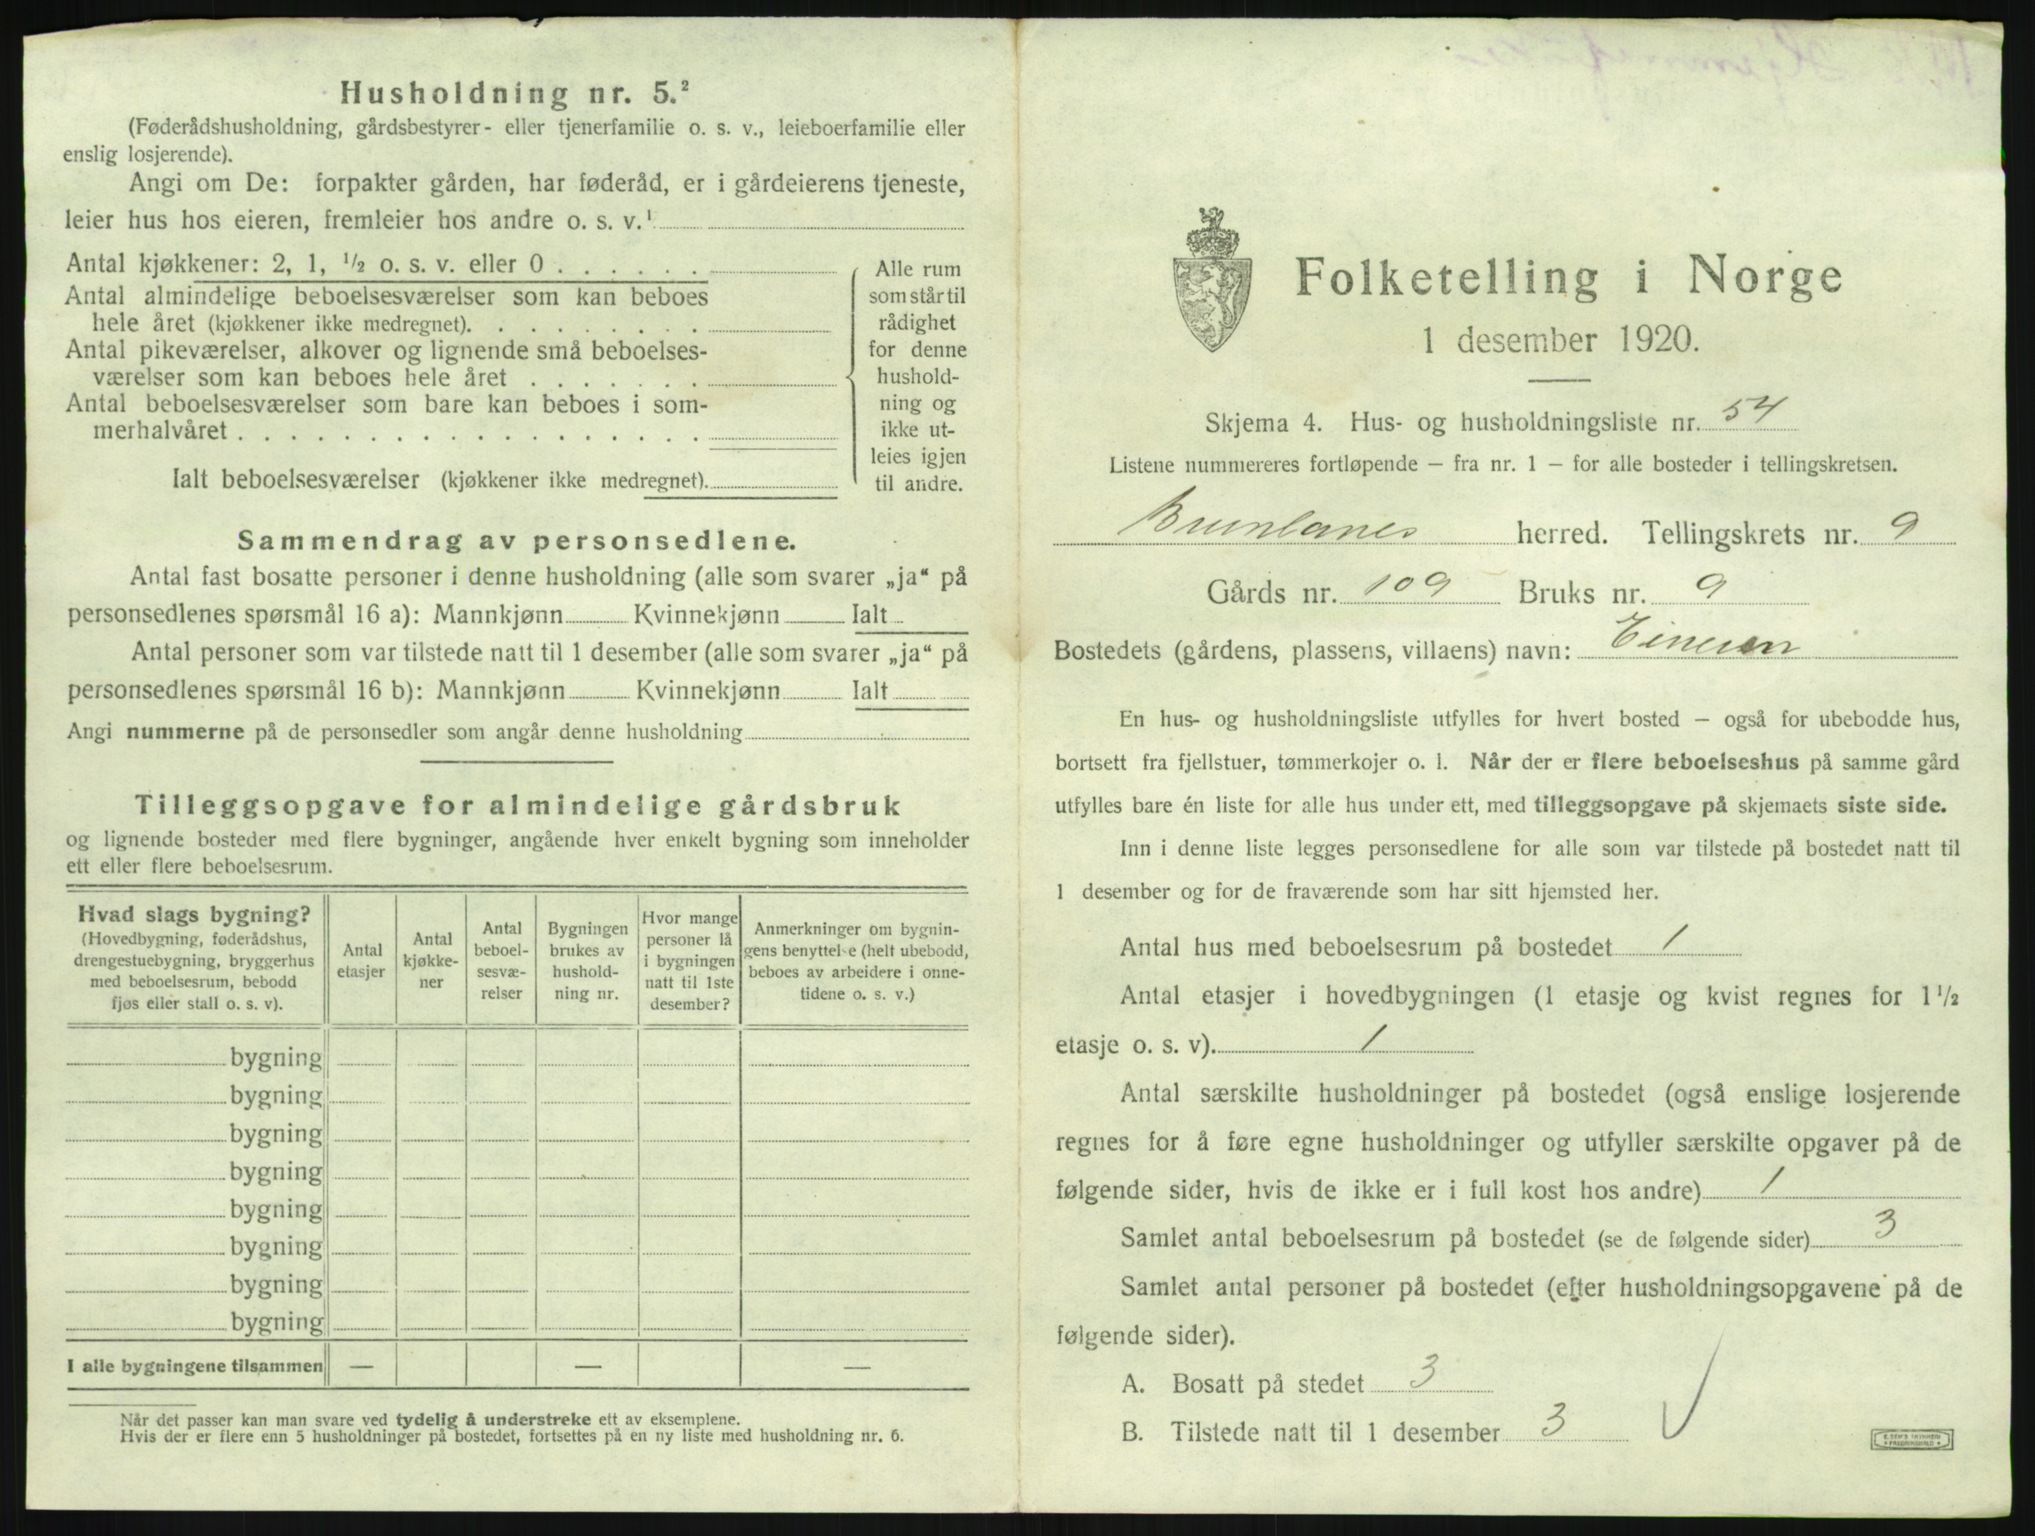 Husholdning nr. 5.²
(Føderådshusholdning, gårdsbestyrer- eller tjenerfamilie o. s. v., leieboerfamilie eller
enslig losjerende).
Angi om De: forpakter gården, har føderåd, er i gårdeierens tjeneste,
leier hus hos eieren, fremleier hos andre o. s. v.¹
Antal kjøkkener: 2, 1, ½ o. s. v. eller 0 . . . . . .
Antal almindelige beboelsesværelser som kan beboes
hele året (kjøkkener ikke medregnet). . . . . . . . .
Antal pikeværelser, alkover og lignende små beboelses-
værelser som kan beboes hele året . . . . . . .
Antal beboelsesværelser som bare kan beboes i som-
merhalvåret . . . . . . . . . . . . . . . . . .
Ialt beboelsesværelser (kjøkkener ikke medregnet).
Alle rum
som står til
rådighet
for denne
hushold-
ning og
ikke ut-
leies igjen
til andre.
Sammendrag av personsedlene.
Antal fast bosatte personer i denne husholdning (alle som svarer „ja“ på
personsedlenes spørsmål 16 a): Mannkjønn Kvinnekjønn Ialt
Antal personer som var tilstede natt til 1 desember (alle som svarer „ja“ på
personsedlenes spørsmål 16 b): Mannkjønn Kvinnekjønn Ialt
Angi nummerne på de personsedler som angår denne husholdning
Tilleggsopgave for almindelige gårdsbruk
og lignende bosteder med flere bygninger, angående hver enkelt bygning som inneholder
ett eller flere beboelsesrum.
Hvad slags bygning?
(Hovedbygning, føderådshus,
drengestuebygning, bryggerhus
med beboelsesrum, bebodd
fjøs eller stall o. s. v).
Antal
etasjer
Antal
kjøkke-
ner
Antal
beboel-
sesvæ-
relser
Bygningen
brukes av
hushold-
ning nr.
Hvor mange
personer lå
i bygningen
natt til 1ste
desember?
Anmerkninger om bygnin-
gens benyttelse (helt ubebodd,
beboes av arbeidere i onne-
tidene o. s. v.)
bygning
bygning
bygning
bygning
bygning
bygning
bygning
bygning
I alle bygningene tilsammen — — —
Når det passer kan man svare ved tydelig å understreke ett av eksemplene.
Hvis der er flere enn 5 husholdninger på bostedet, fortsettes på en ny liste med husholdning nr. 6.
Folketelling i Norge
1 desember 1920.
Skjema 4. Hus- og husholdningsliste nr. 54
Listene nummereres fortløpende – fra nr. 1 – for alle bosteder i tellingskretsen.
Brunlanes herred. Tellingskrets nr. 9
Gårds nr. 109 Bruks nr. 9
Bostedets (gårdens, plassens, villaens) navn:
En hus- og husholdningsliste utfylles for hvert bosted – også for ubebodde hus,
bortsett fra fjellstuer, tømmerkojer o. l. Når der er flere beboelseshus på samme gård
utfylles bare én liste for alle hus under ett, med tilleggsopgave på skjemaets siste side.
Inn i denne liste legges personsedlene for alle som var tilstede på bostedet natt til
1 desember og for de fraværende som har sitt hjemsted her.
Antal hus med beboelsesrum på bostedet 1
Antal etasjer i hovedbygningen (1 etasje og kvist regnes for 1½
etasje o. s. v). 1
Antal særskilte husholdninger på bostedet (også enslige losjerende
regnes for å føre egne husholdninger og utfyller særskilte opgaver på de
følgende sider, hvis de ikke er i full kost hos andre) 1
Samlet antal beboelsesrum på bostedet (se de følgende sider) 3
Samlet antal personer på bostedet (efter husholdningsopgavene på de
følgende sider).
A. Bosatt på stedet 3
B. Tilstede natt til 1 desember 3